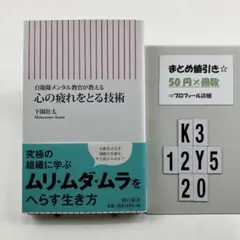 自衛隊メンタル教官が教える
心の疲れをとる技術
下園壮太
Shimozono Souta
究極の
組織に学ぶ
ムリ・ムダ・ムラを
へらす生き方
朝日新書
まとめ値引き☆
50円×冊数
⇒プロフィール詳細
K3
12Y5
20